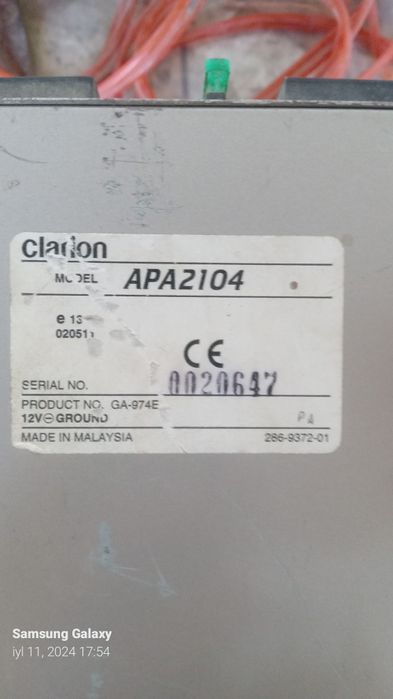 clarion
MODEL APA2104
e 13
020511
CE
SERIAL NO. 0020647
PRODUCT NO. GA-974E
12V⊖GROUND PA
MADE IN MALAYSIA 286-9372-01
Samsung Galaxy
iyl 11, 2024 17:54